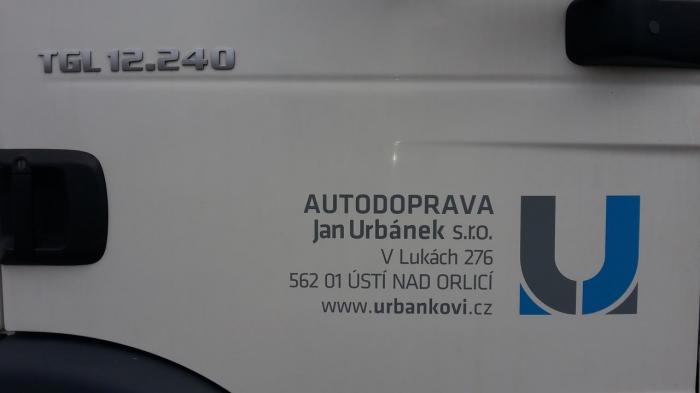 TGL 12.240
AUTODOPRAVA
Jan Urbánek s.r.o.
V Lukách 276
562 01 ÚSTÍ NAD ORLICÍ
www.urbankovi.cz